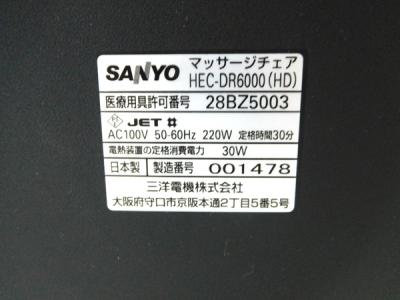 SANYO マッサージチェア
HEC-DR6000(HD)
医療用具許可番号 28BZ5003
JET #
AC100V 50-60Hz 220W 定格時間30分
電熱装置の定格消費電力 30W
日本製 製造番号 001478
三洋電機株式会社
大阪府守口市京阪本通2丁目5番5号